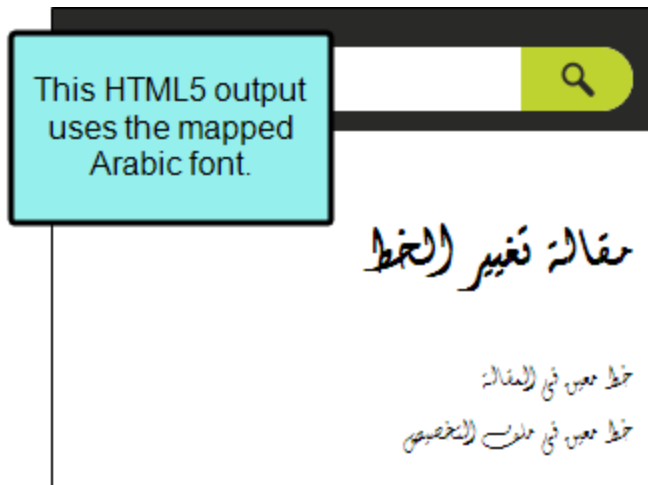 This HTML5 output
uses the mapped
Arabic font.
مقالة تغيير الخط
خط معين في المقالة
خط معين في ملف التخصيص